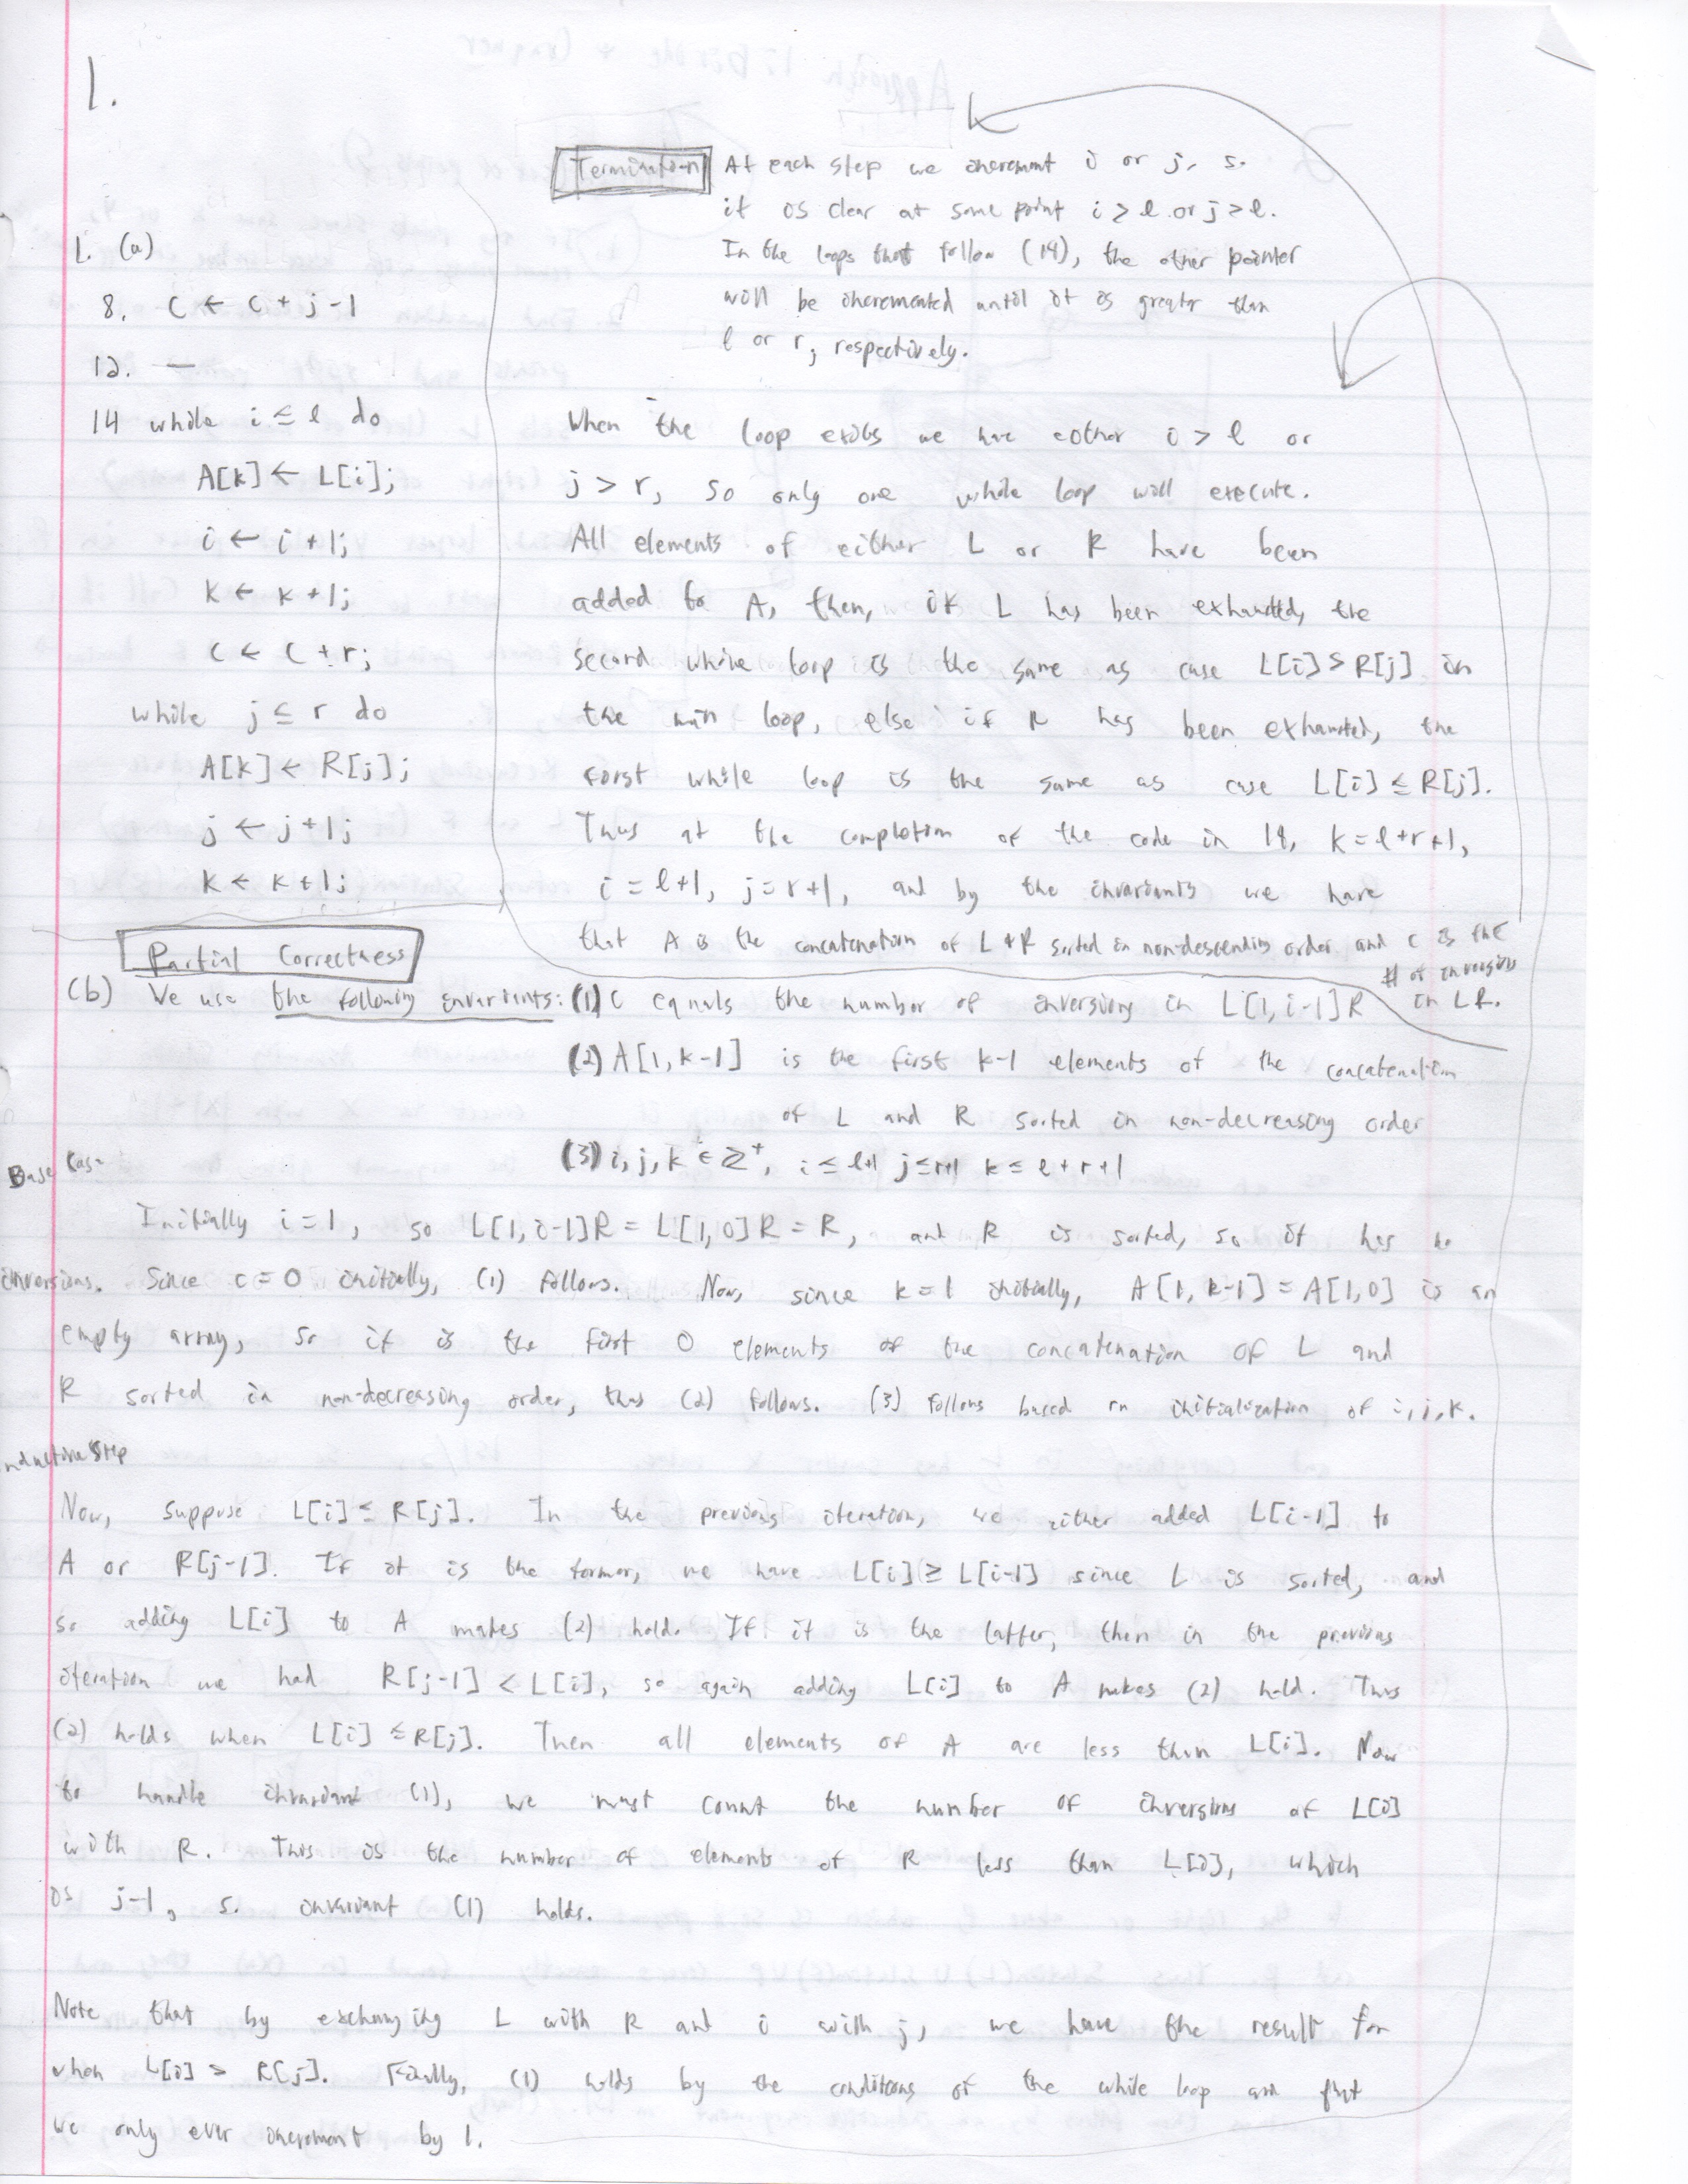 1.
1. (a)
8. C ← C + j - 1
12. —
14 while i ≤ l do
A[k] ← L[i];
i ← i + 1;
k ← k + 1;
C ← C + r;
while j ≤ r do
A[k] ← R[j];
j ← j + 1;
k ← k + 1;
Partial Correctness
(b) We use the following invariants: (1) C equals the number of inversions in L[1, i-1]R
(2) A[1, k-1] is the first k-1 elements of the concatenation
of L and R sorted in non-decreasing order
(3) i, j, k ∈ Z⁺, i ≤ l+1 j ≤ r+1 k ≤ l + r + 1
Base Case
Initially i = 1, so L[1, i-1]R = L[1, 0]R = R, and R is sorted, so it has no
inversions. Since c = 0 initially, (1) follows. Now, since k = 1 initially, A[1, k-1] = A[1, 0] is an
empty array, so it is the first 0 elements of the concatenation of L and
R sorted in non-decreasing order, thus (2) follows. (3) follows based on initialization of i, j, k.
Inductive Step
Now, suppose L[i] ≤ R[j]. In the previous iteration, we either added L[i-1] to
A or R[j-1]. If it is the former, we have L[i] ≥ L[i-1] since L is sorted, and
so adding L[i] to A makes (2) hold. If it is the latter, then in the previous
iteration we had R[j-1] < L[i], so again adding L[i] to A makes (2) hold. Thus
(2) holds when L[i] ≤ R[j]. Then all elements of A are less than L[i]. Now
to handle invariant (1), we must count the number of inversions of L[i]
with R. This is the number of elements of R less than L[i], which
is j-1, so invariant (1) holds.
Note that by exchanging L with R and i with j, we have the result for
when L[i] > R[j]. Finally, (1) holds by the conditions of the while loop and that
we only ever increment by 1.
Termination At each step we increment i or j, so
it is clear at some point i > l or j > l.
In the loops that follow (14), the other pointer
will be incremented until it is greater than
l or r, respectively.
When the loop exits we have either i > l or
j > r, so only one while loop will execute.
All elements of either L or R have been
added to A, then, if L has been exhausted, the
second while loop is the same as case L[i] > R[j] in
the main loop, else if R has been exhausted, the
first while loop is the same as case L[i] ≤ R[j].
Thus at the completion of the code in 14, k = l + r + 1,
i = l+1, j = r+1, and by the invariants we have
that A is the concatenation of L + R sorted in non-descending order and c is the
# of inversions
in LR.